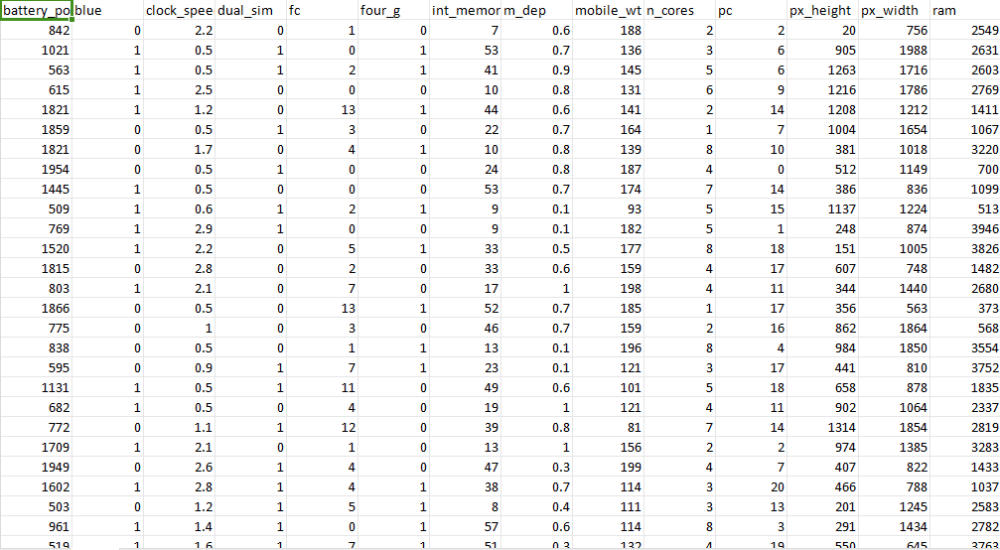 battery_po blue clock_spee dual_sim fc four_g int_memor m_dep mobile_wt n_cores pc px_height px_width ram
842 0 2.2 0 1 0 7 0.6 188 2 2 20 756 2549
1021 1 0.5 1 0 1 53 0.7 136 3 6 905 1988 2631
563 1 0.5 1 2 1 41 0.9 145 5 6 1263 1716 2603
615 1 2.5 0 0 0 10 0.8 131 6 9 1216 1786 2769
1821 1 1.2 0 13 1 44 0.6 141 2 14 1208 1212 1411
1859 0 0.5 1 3 0 22 0.7 164 1 7 1004 1654 1067
1821 0 1.7 0 4 1 10 0.8 139 8 10 381 1018 3220
1954 0 0.5 1 0 0 24 0.8 187 4 0 512 1149 700
1445 1 0.5 0 0 0 53 0.7 174 7 14 386 836 1099
509 1 0.6 1 2 1 9 0.1 93 5 15 1137 1224 513
769 1 2.9 1 0 0 9 0.1 182 5 1 248 874 3946
1520 1 2.2 0 5 1 33 0.5 177 8 18 151 1005 3826
1815 0 2.8 0 2 0 33 0.6 159 4 17 607 748 1482
803 1 2.1 0 7 0 17 1 198 4 11 344 1440 2680
1866 0 0.5 0 13 1 52 0.7 185 1 17 356 563 373
775 0 1 0 3 0 46 0.7 159 2 16 862 1864 568
838 0 0.5 0 1 1 13 0.1 196 8 4 984 1850 3554
595 0 0.9 1 7 1 23 0.1 121 3 17 441 810 3752
1131 1 0.5 1 11 0 49 0.6 101 5 18 658 878 1835
682 1 0.5 0 4 0 19 1 121 4 11 902 1064 2337
772 0 1.1 1 12 0 39 0.8 81 7 14 1314 1854 2819
1709 1 2.1 0 1 0 13 1 156 2 2 974 1385 3283
1949 0 2.6 1 4 0 47 0.3 199 4 7 407 822 1433
1602 1 2.8 1 4 1 38 0.7 114 3 20 466 788 1037
503 0 1.2 1 5 1 8 0.4 111 3 13 201 1245 2583
961 1 1.4 1 0 1 57 0.6 114 8 3 291 1434 2782
519 1 1.6 1 7 1 51 0.3 132 4 19 550 645 3763